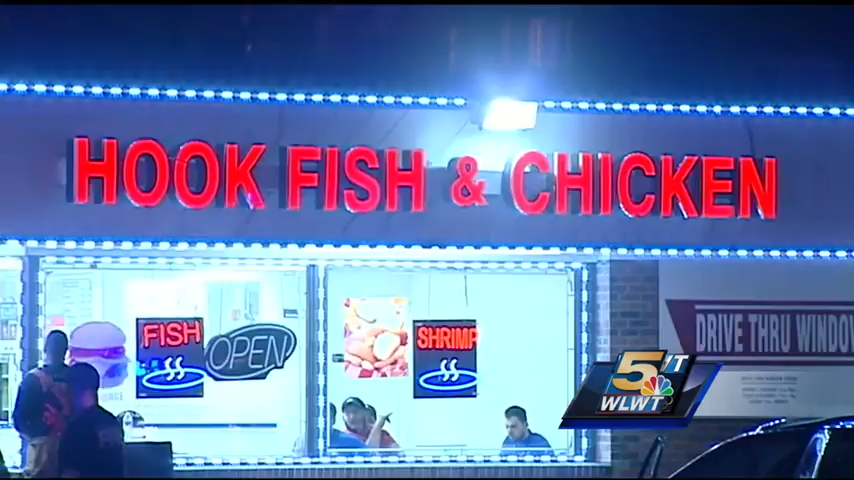 HOOK FISH & CHICKEN
FISH
OPEN
SHRIMP
DRIVE THRU WINDOW
5
WLWT